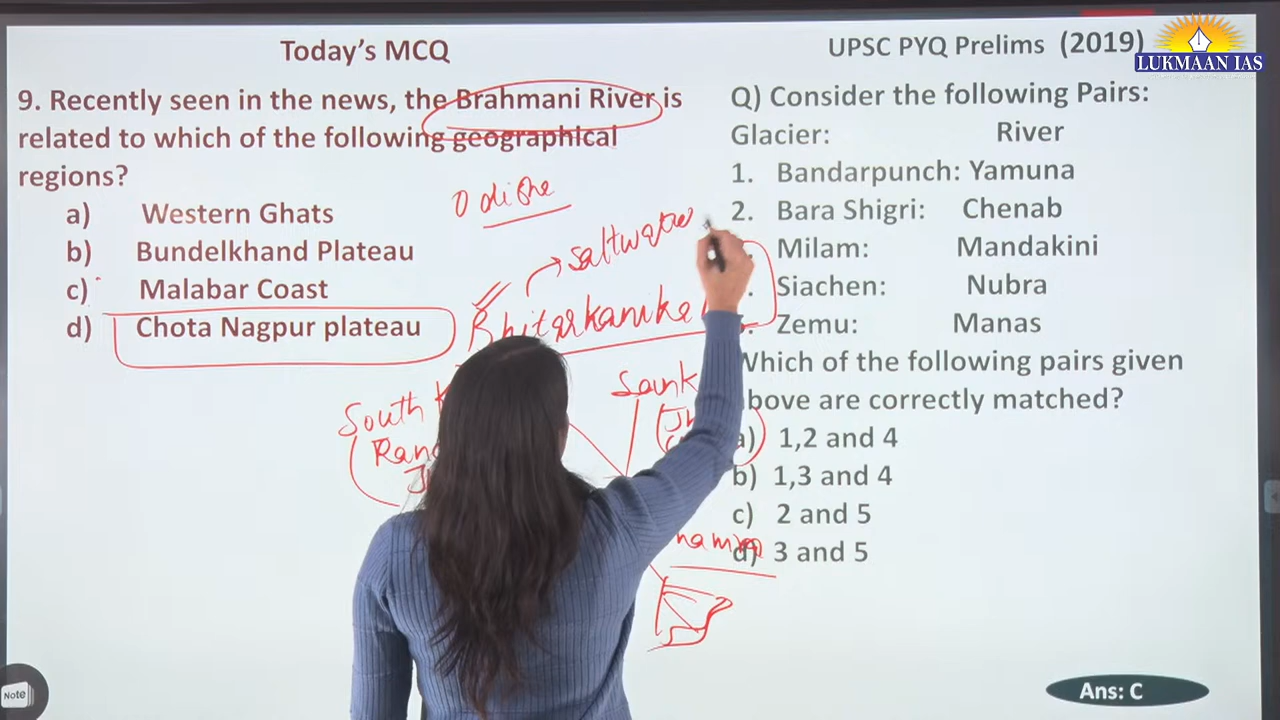 Today's MCQ
UPSC PYQ Prelims (2019)
LUKMAAN IAS
9. Recently seen in the news, the Brahmani River is
related to which of the following geographical
regions?
a) Western Ghats
b) Bundelkhand Plateau
c) Malabar Coast
d) Chota Nagpur plateau
Saltwater
Bhitarkanika
South
Sank
Q) Consider the following Pairs:
Glacier: River
1. Bandarpunch: Yamuna
2. Bara Shigri: Chenab
Milam: Mandakini
Siachen: Nubra
Zemu: Manas
Which of the following pairs given
above are correctly matched?
a) 1,2 and 4
b) 1,3 and 4
c) 2 and 5
d) 3 and 5
Ans: C
Note